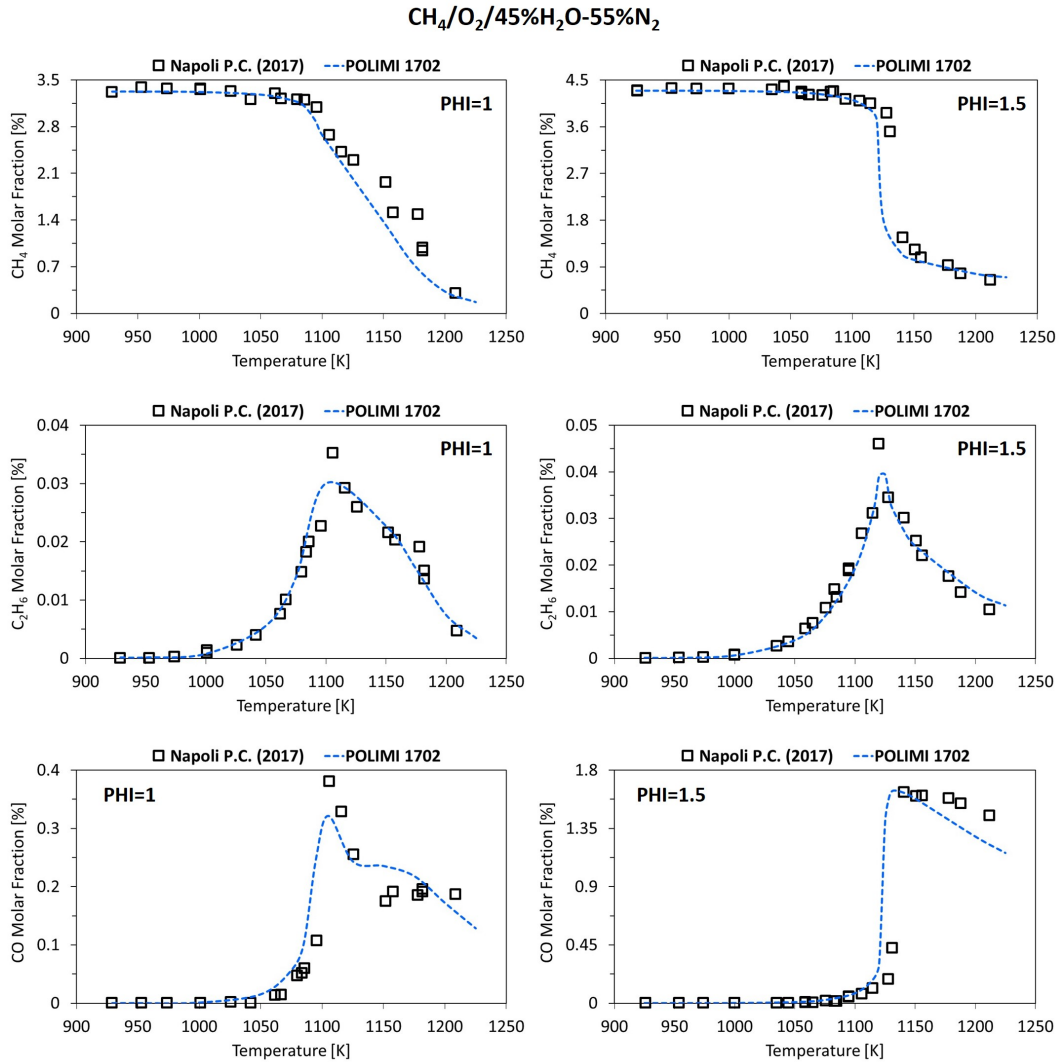 CH₄/O₂/45%H₂O-55%N₂
Napoli P.C. (2017) POLIMI 1702
CH₄ Molar Fraction [%]
3.5
2.8
2.1
1.4
0.7
0
PHI=1
900 950 1000 1050 1100 1150 1200 1250
Temperature [K]
Napoli P.C. (2017) POLIMI 1702
CH₄ Molar Fraction [%]
4.5
3.6
2.7
1.8
0.9
0
PHI=1.5
900 950 1000 1050 1100 1150 1200 1250
Temperature [K]
Napoli P.C. (2017) POLIMI 1702
C₂H₆ Molar Fraction [%]
0.04
0.03
0.02
0.01
0
PHI=1
900 950 1000 1050 1100 1150 1200 1250
Temperature [K]
Napoli P.C. (2017) POLIMI 1702
C₂H₆ Molar Fraction [%]
0.05
0.04
0.03
0.02
0.01
0
PHI=1.5
900 950 1000 1050 1100 1150 1200 1250
Temperature [K]
Napoli P.C. (2017) POLIMI 1702
CO Molar Fraction [%]
0.4
0.3
0.2
0.1
0
PHI=1
900 950 1000 1050 1100 1150 1200 1250
Temperature [K]
Napoli P.C. (2017) POLIMI 1702
CO Molar Fraction [%]
1.8
1.35
0.9
0.45
0
PHI=1.5
900 950 1000 1050 1100 1150 1200 1250
Temperature [K]